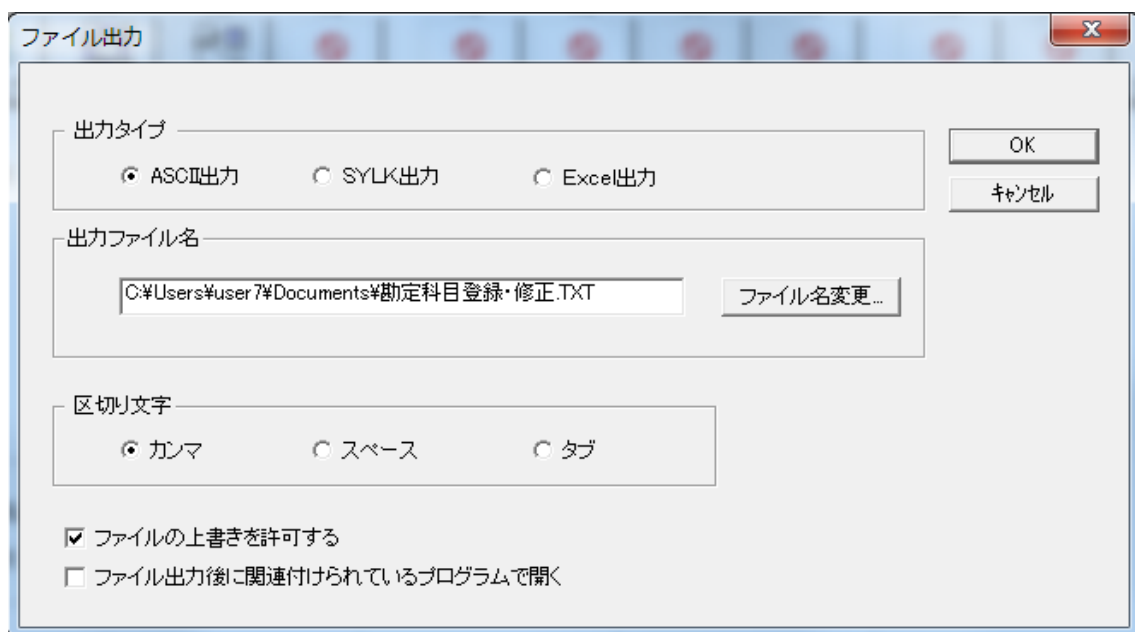 ファイル出力
出力タイプ
ASCII出力
SYLK出力
Excel出力
OK
キャンセル
出力ファイル名
C:¥Users¥user7¥Documents¥勘定科目登録・修正.TXT
ファイル名変更...
区切り文字
カンマ
スペース
タブ
ファイルの上書きを許可する
ファイル出力後に関連付けられているプログラムで開く